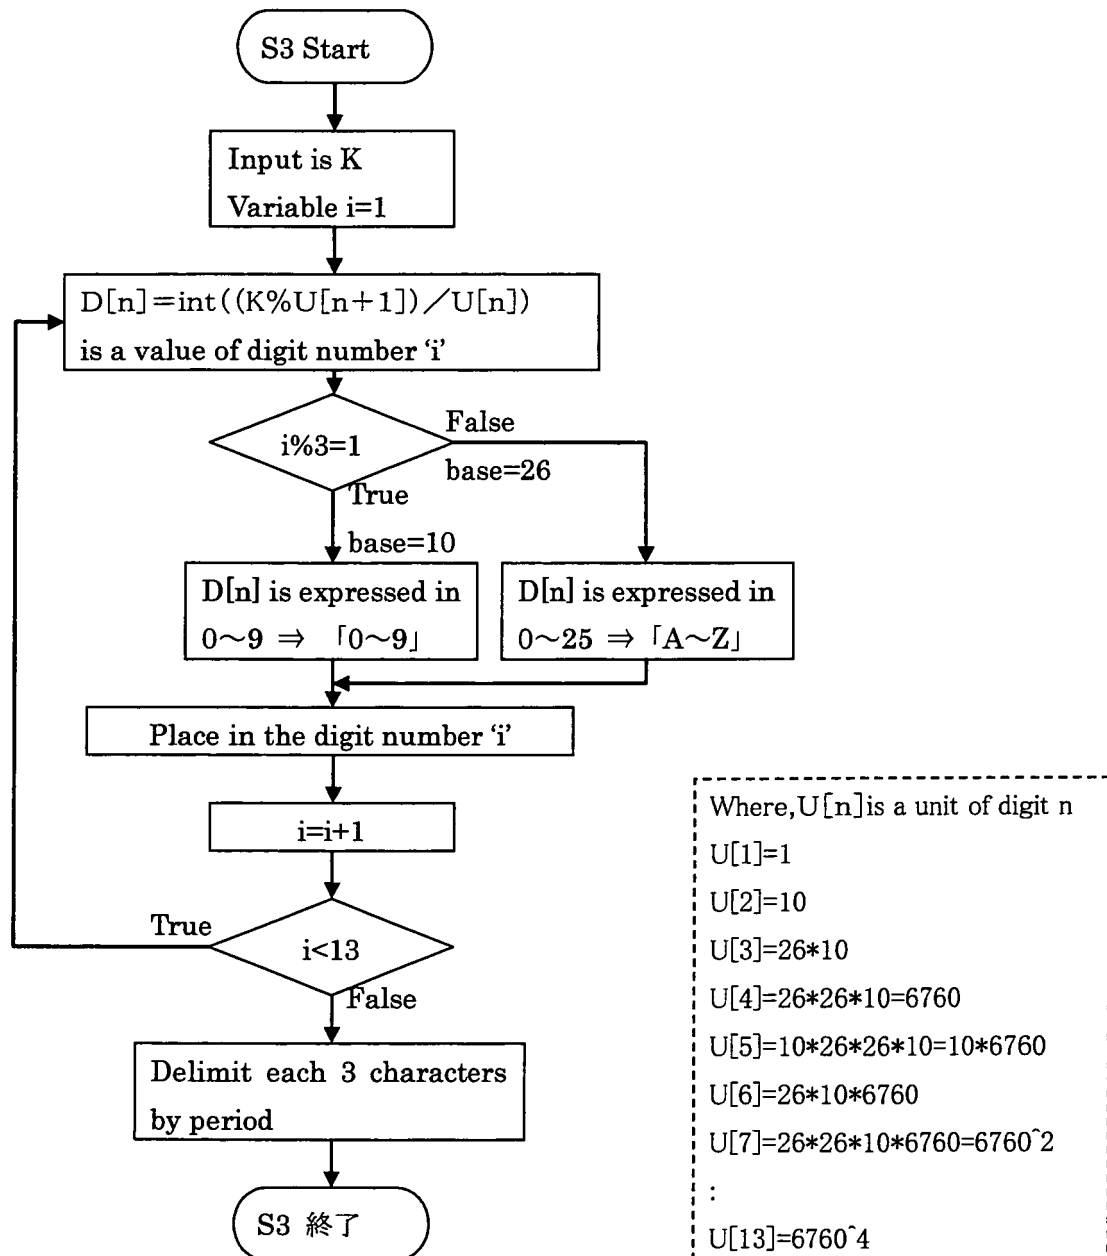 S3 Start
Input is K
Variable i=1
D[n]=int((K%U[n+1])/U[n])
is a value of digit number ‘i’
i%3=1
False
base=26
True
base=10
D[n] is expressed in
0~9 ⇒ 「0~9」
D[n] is expressed in
0~25 ⇒ 「A~Z」
Place in the digit number ‘i’
i=i+1
True
i<13
False
Delimit each 3 characters
by period
S3 終了
Where,U[n]is a unit of digit n
U[1]=1
U[2]=10
U[3]=26*10
U[4]=26*26*10=6760
U[5]=10*26*26*10=10*6760
U[6]=26*10*6760
U[7]=26*26*10*6760=6760^2
:
U[13]=6760^4